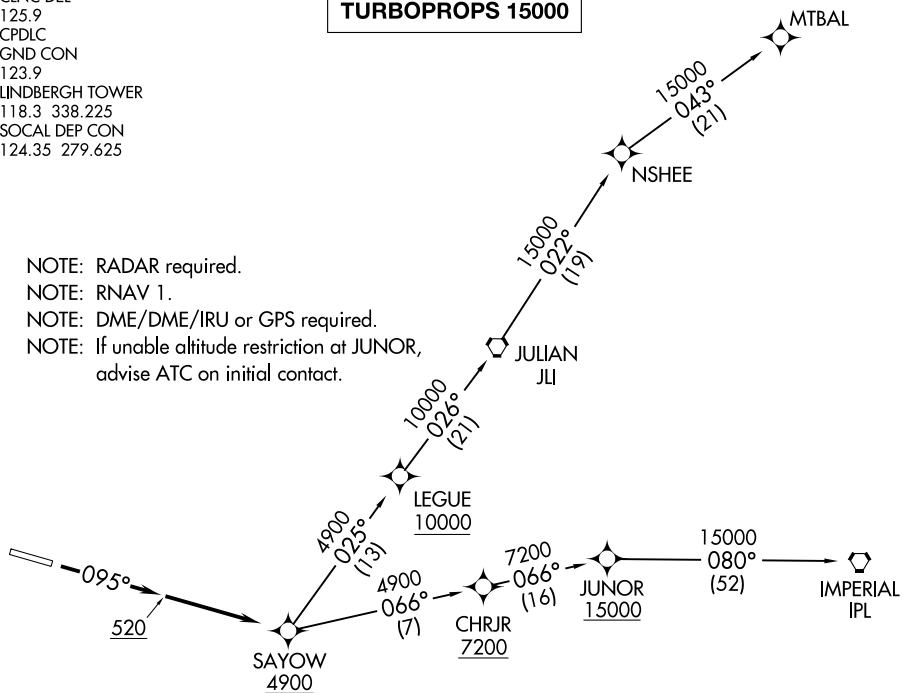 125.9
CPDLC
GND CON
123.9
LINDBERGH TOWER
118.3 338.225
SOCAL DEP CON
124.35 279.625
TURBOPROPS 15000
MTBAL
15000
043°
(21)
NSHEE
15000
022°
(19)
NOTE: RADAR required.
NOTE: RNAV 1.
NOTE: DME/DME/IRU or GPS required.
NOTE: If unable altitude restriction at JUNOR,
advise ATC on initial contact.
JULIAN
JLI
10000
026°
(21)
LEGUE
10000
4900
025°
(13)
095°
520
SAYOW
4900
4900
066°
(7)
CHRJR
7200
7200
066°
(16)
JUNOR
15000
15000
080°
(52)
IMPERIAL
IPL